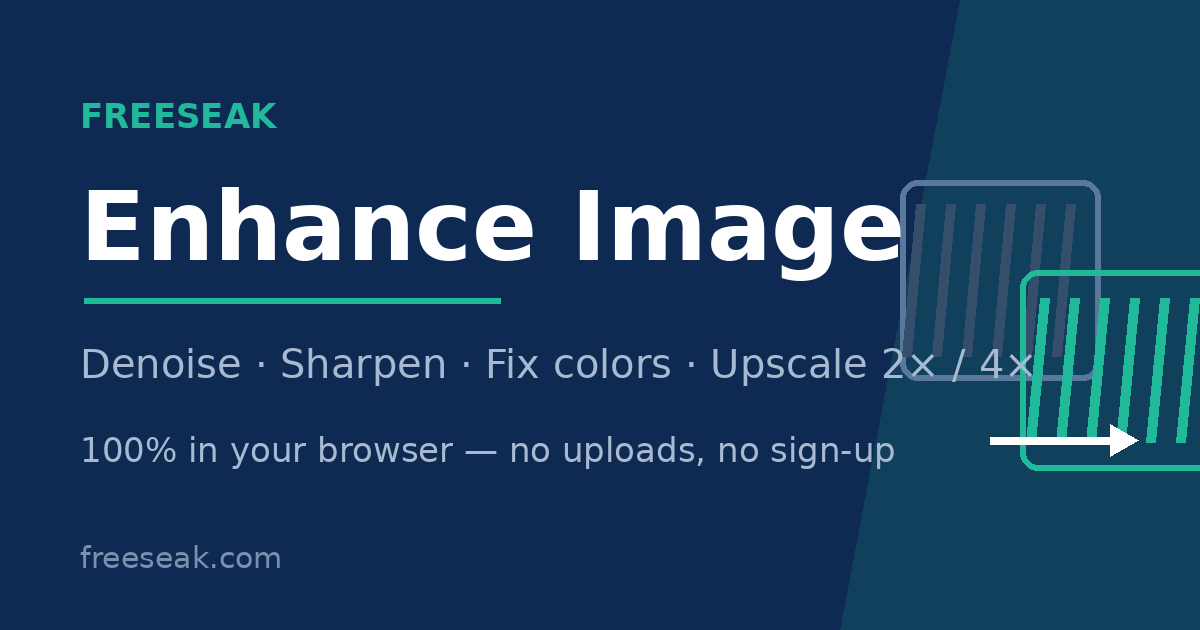 FREESEAK
Enhance Image
Denoise · Sharpen · Fix colors · Upscale 2× / 4×
100% in your browser — no uploads, no sign-up
freeseak.com